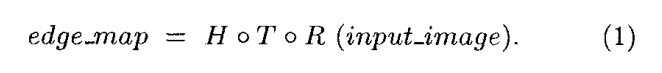 edge_map = H ∘ T ∘ R (input_image). (1)